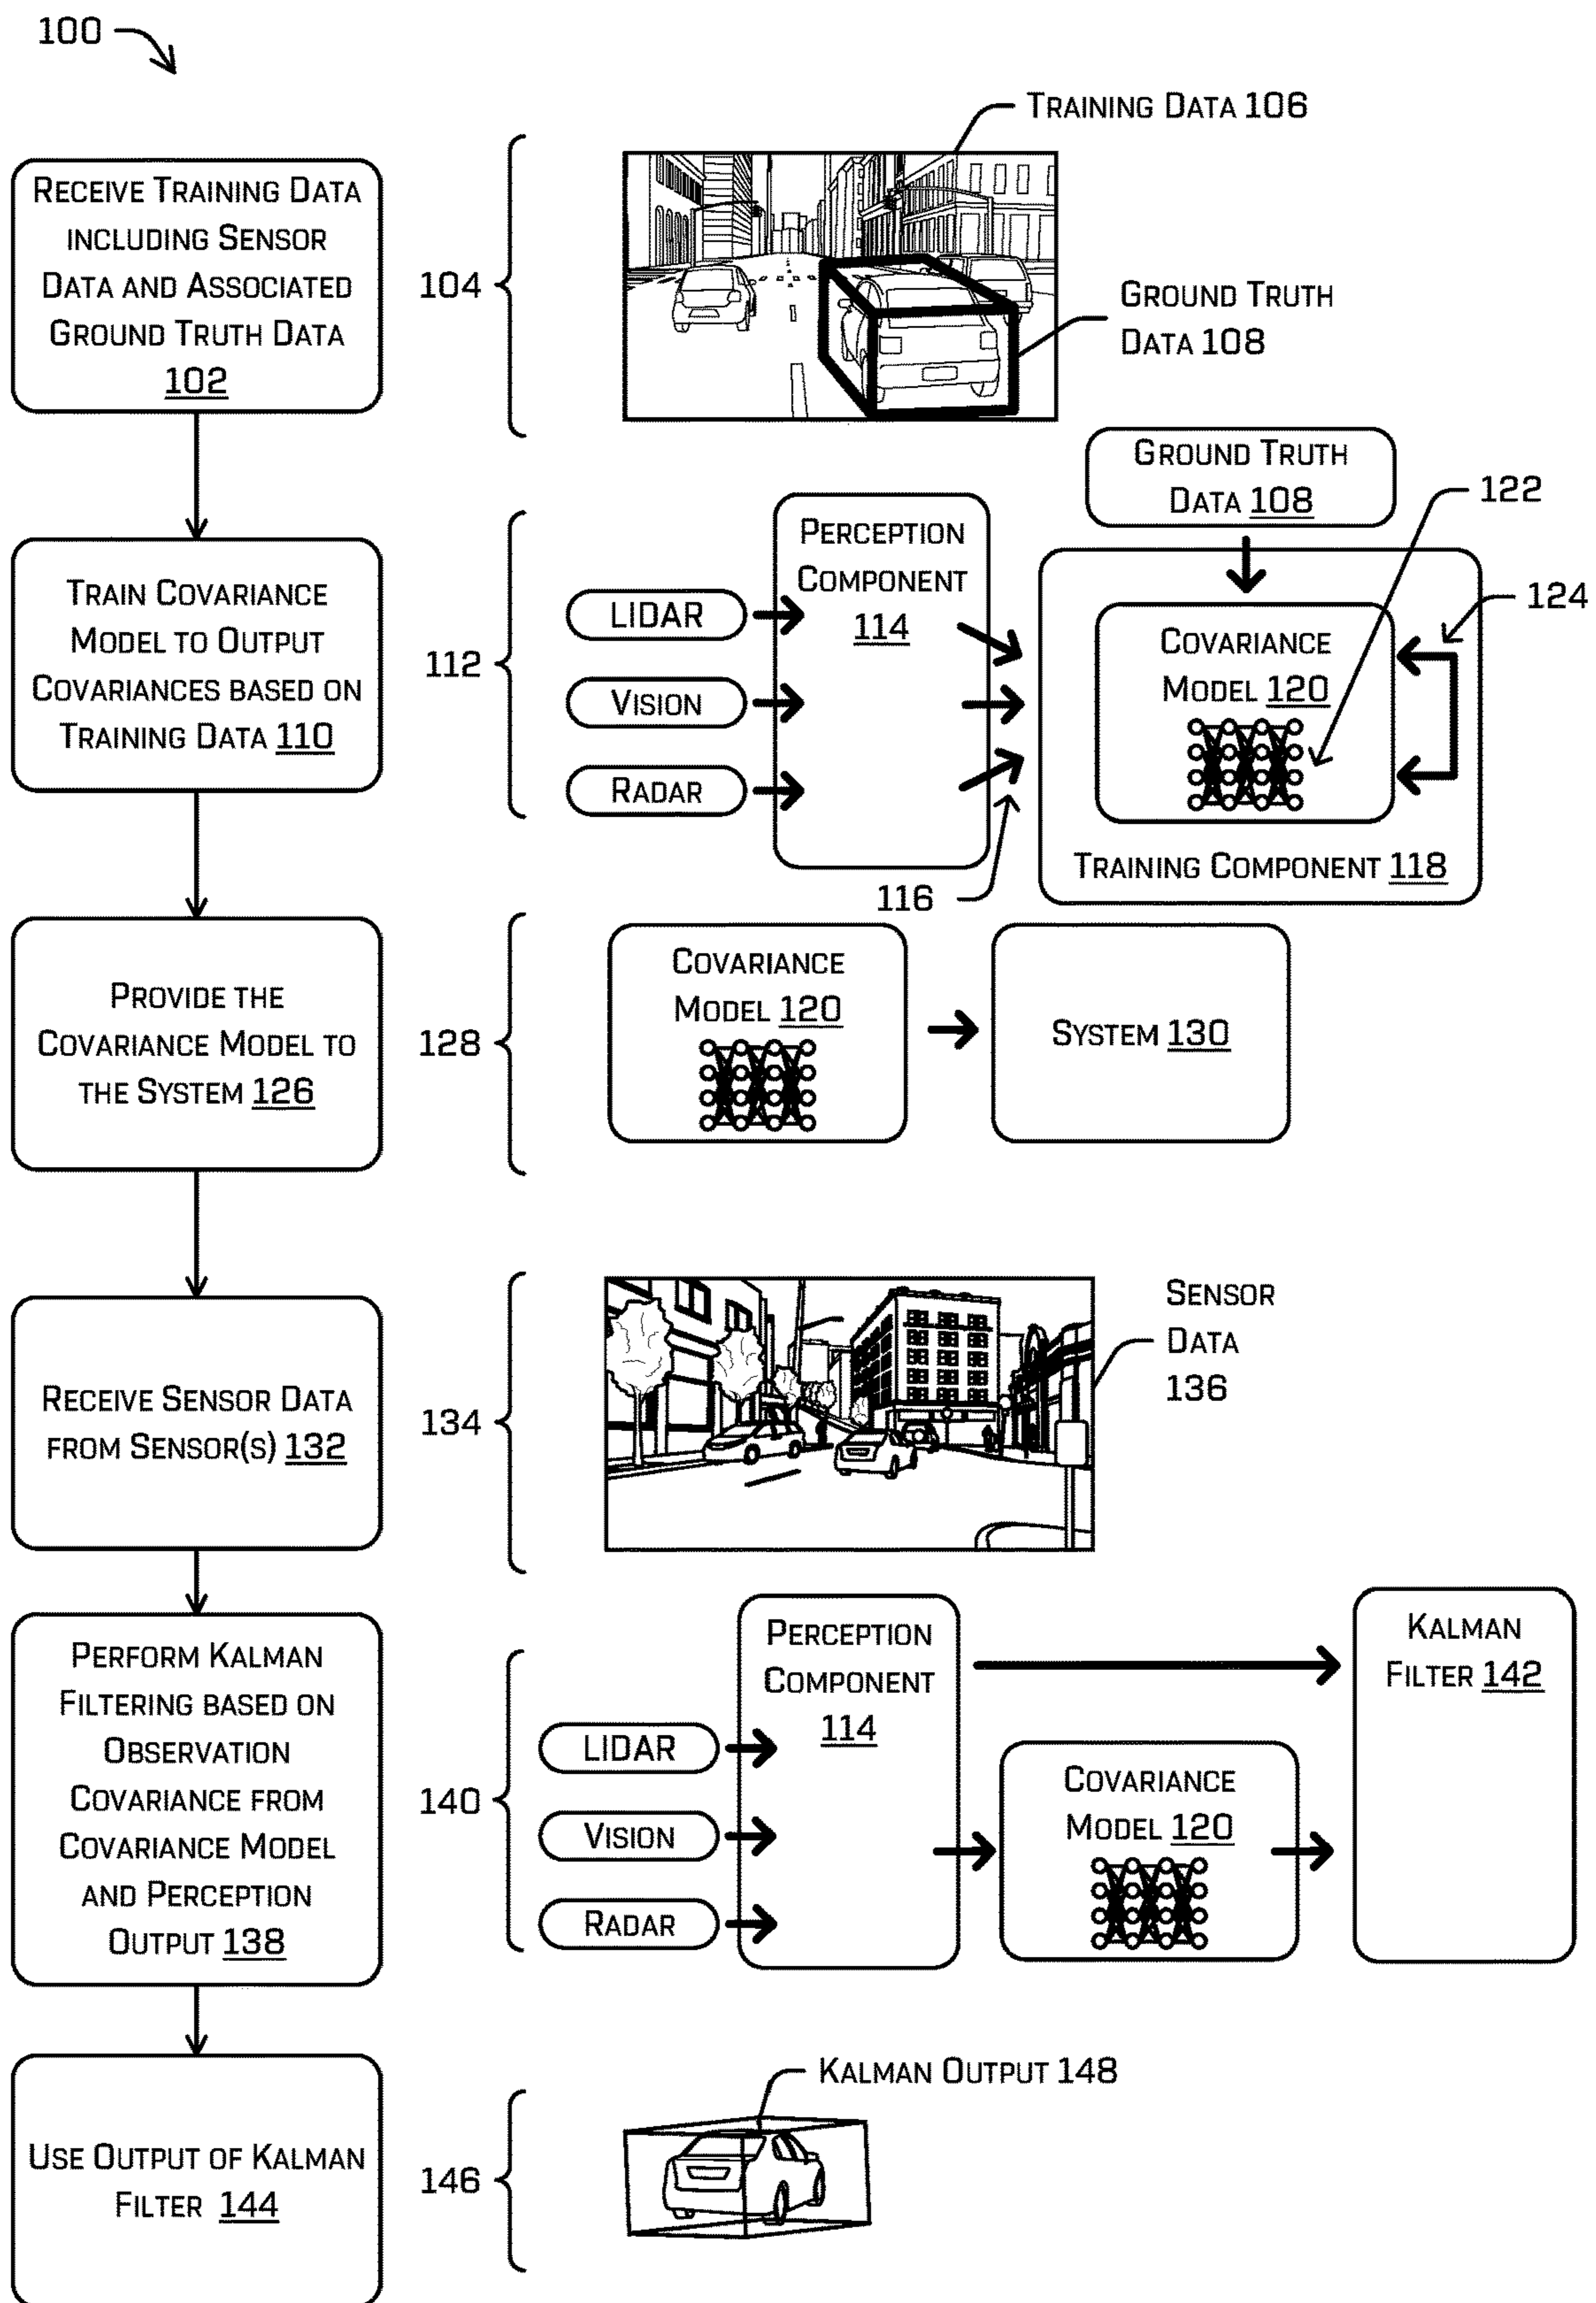 100
RECEIVE TRAINING DATA
INCLUDING SENSOR
DATA AND ASSOCIATED
GROUND TRUTH DATA
102
104
TRAINING DATA 106
GROUND TRUTH
DATA 108
TRAIN COVARIANCE
MODEL TO OUTPUT
COVARIANCES BASED ON
TRAINING DATA 110
112
LIDAR
VISION
RADAR
PERCEPTION
COMPONENT
114
116
GROUND TRUTH
DATA 108
COVARIANCE
MODEL 120
TRAINING COMPONENT 118
122
124
PROVIDE THE
COVARIANCE MODEL TO
THE SYSTEM 126
128
COVARIANCE
MODEL 120
SYSTEM 130
RECEIVE SENSOR DATA
FROM SENSOR(S) 132
134
SENSOR
DATA
136
PERFORM KALMAN
FILTERING BASED ON
OBSERVATION
COVARIANCE FROM
COVARIANCE MODEL
AND PERCEPTION
OUTPUT 138
140
LIDAR
VISION
RADAR
PERCEPTION
COMPONENT
114
COVARIANCE
MODEL 120
KALMAN
FILTER 142
USE OUTPUT OF KALMAN
FILTER 144
146
KALMAN OUTPUT 148